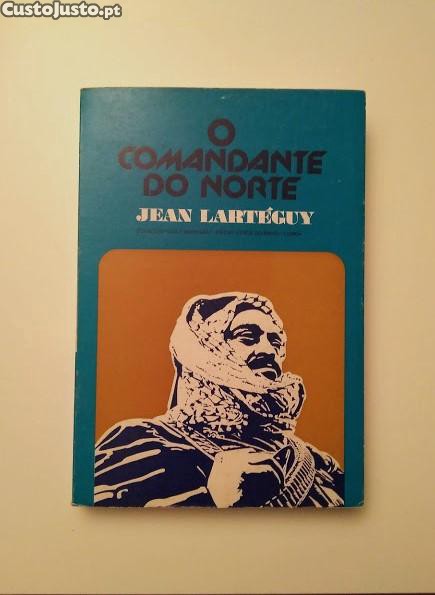 CustoJusto.pt
O
COMANDANTE
DO NORTE
JEAN LARTÉGUY